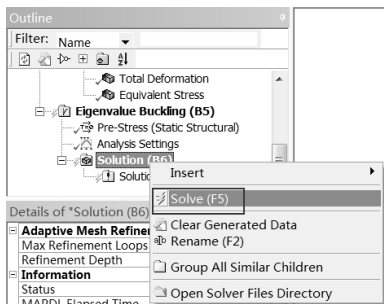 Outline
Filter: Name
Total Deformation
Equivalent Stress
Eigenvalue Buckling (B5)
Pre-Stress (Static Structural)
Analysis Settings
Solution (B6)
Insert
Solve (F5)
Details of "Solution (B6)
Clear Generated Data
Adaptive Mesh
Rename (F2)
Max Refinement Loops
Refinement Depth
Group All Similar Children
Information
Status
Open Solver Files Directory
MAPDL Elapsed Time